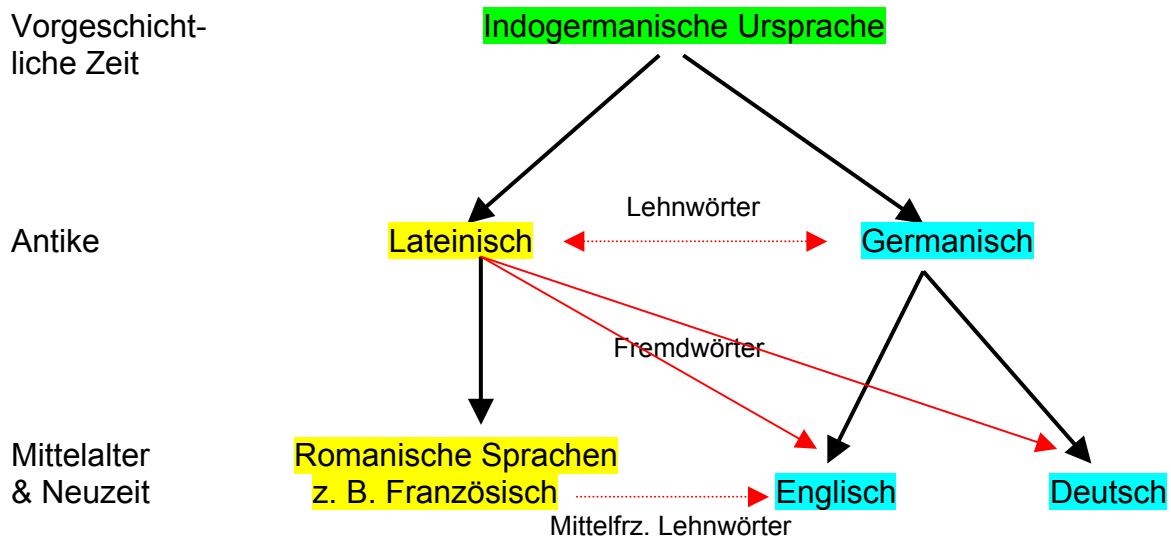 Vorgeschicht-
liche Zeit
Indogermanische Ursprache
Lehnwörter
Antike
Lateinisch
Germanisch
Fremdwörter
Mittelalter
& Neuzeit
Romanische Sprachen
z. B. Französisch
Englisch
Deutsch
Mittelfrz. Lehnwörter